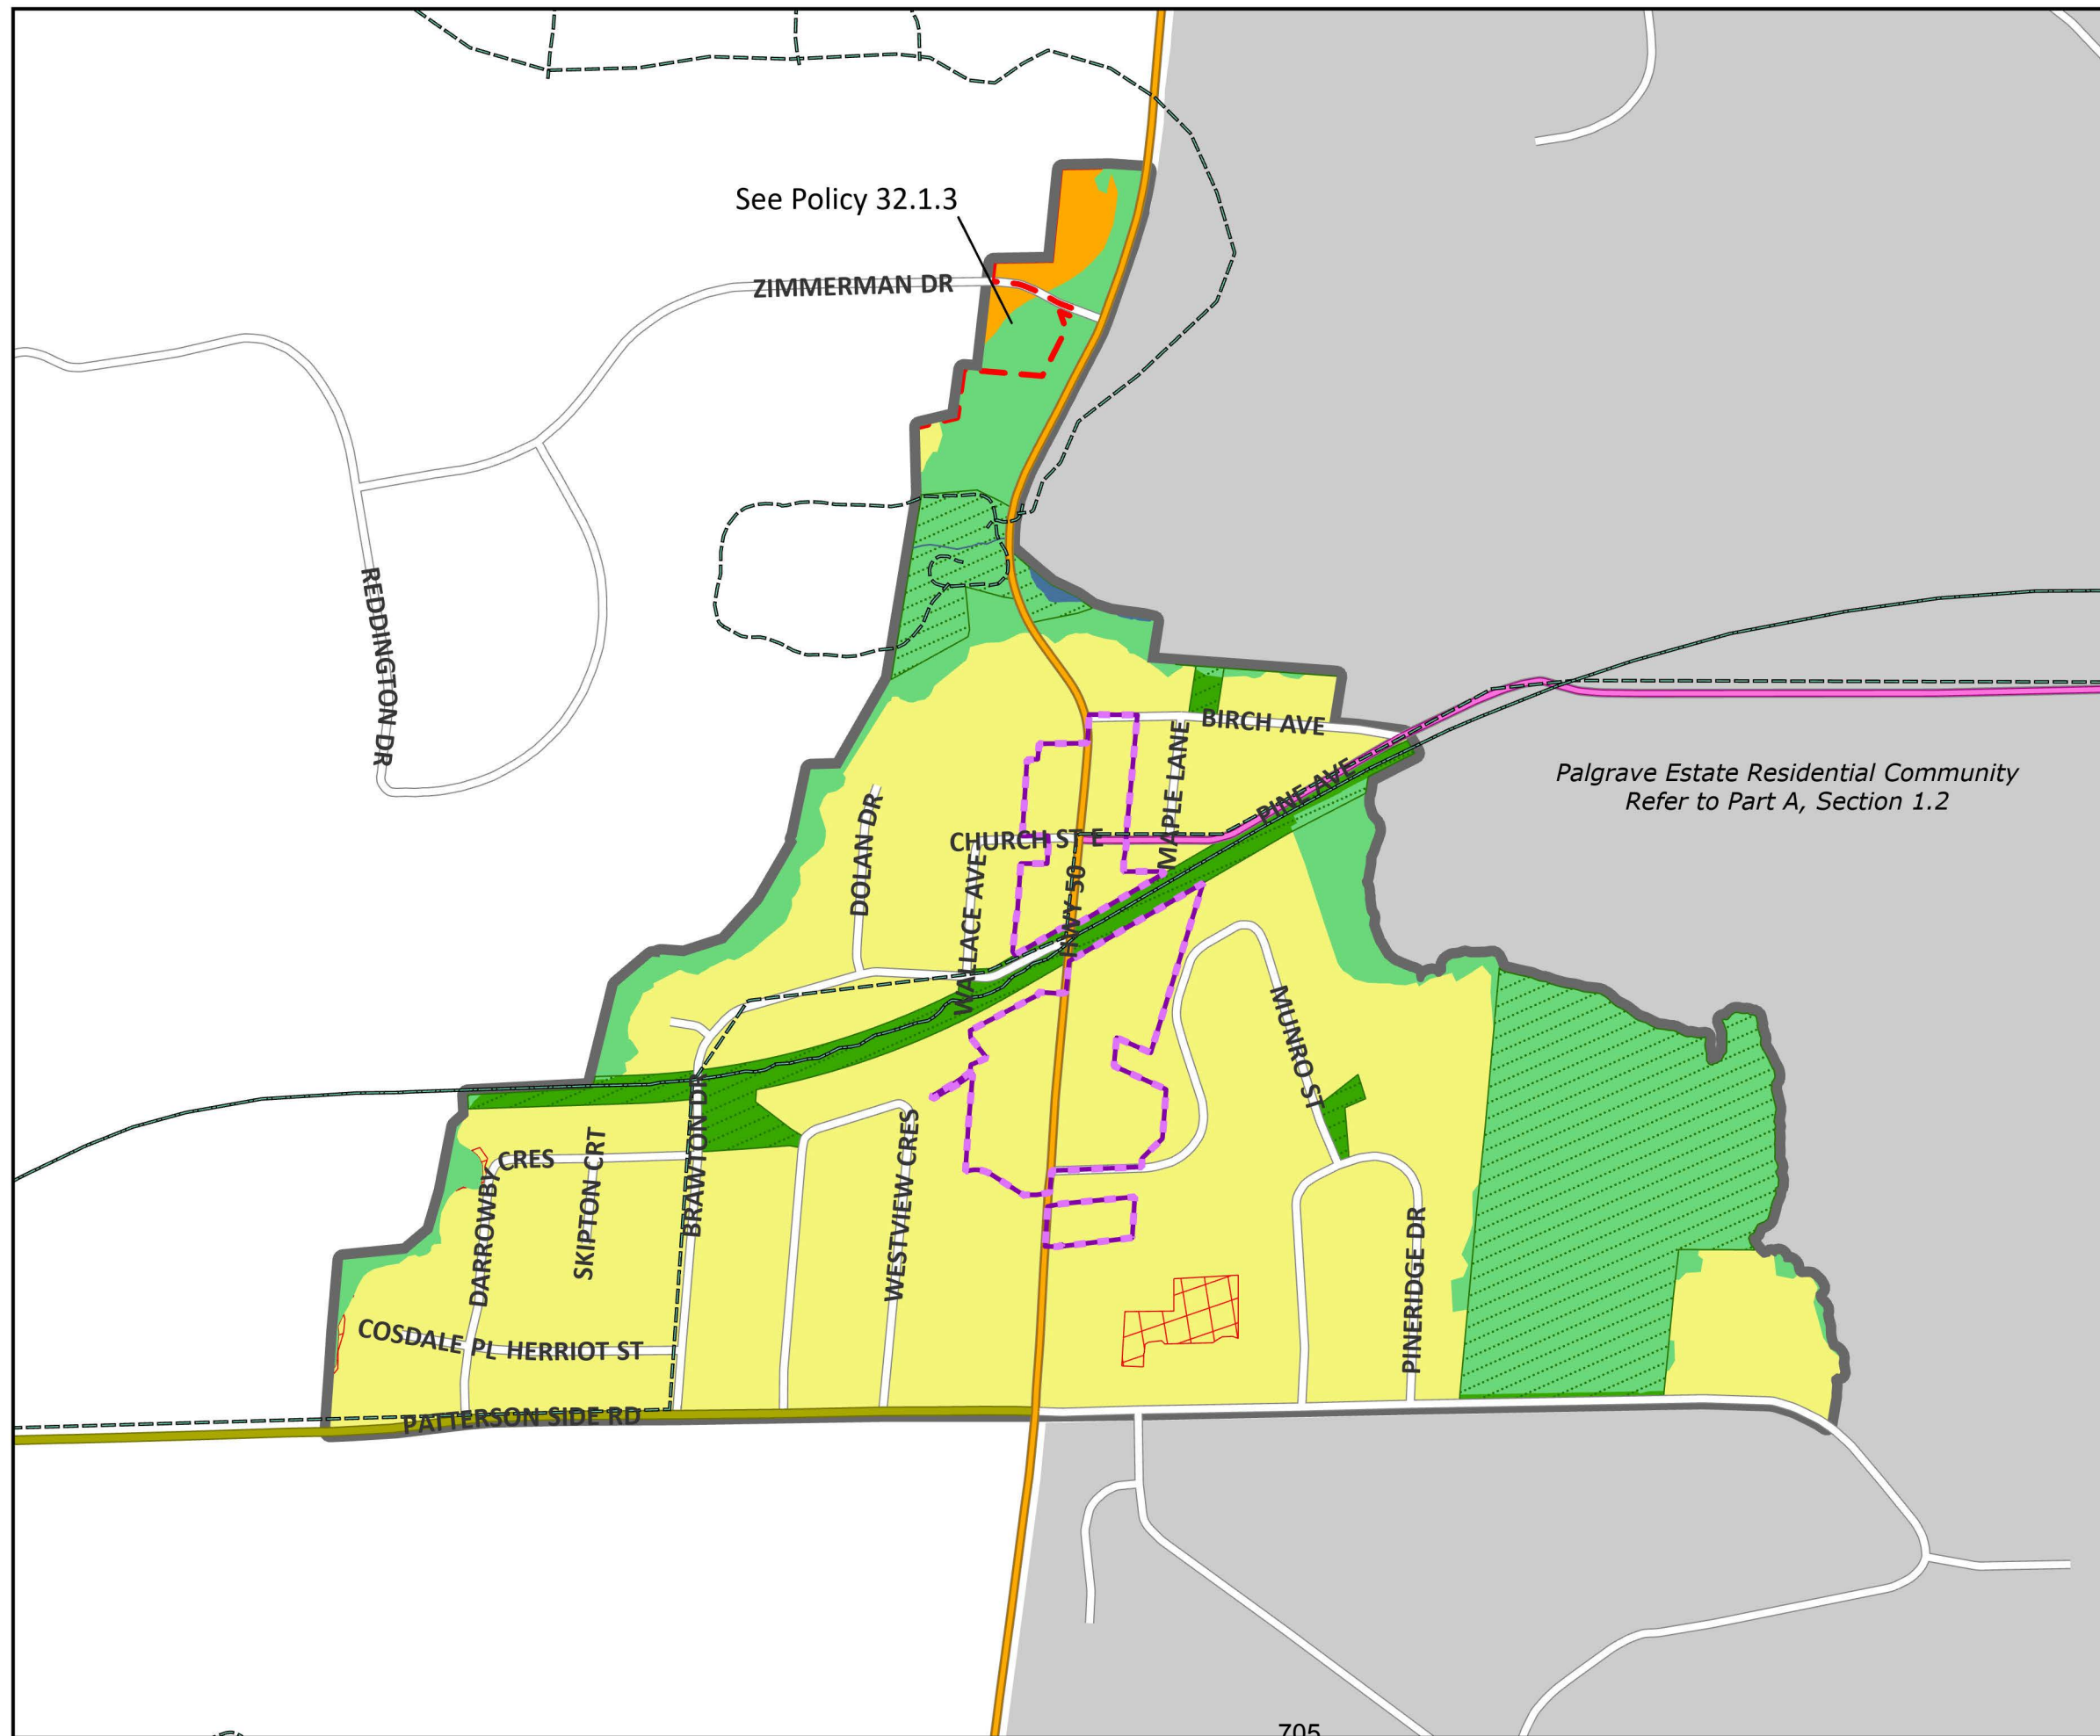 See Policy 32.1.3
ZIMMERMAN DR
REDDINGTON DR
BIRCH AVE
MAPLE LANE
PINE AVE
Palgrave Estate Residential Community
Refer to Part A, Section 1.2
DOLAN DR
CHURCH ST E
WALLACE AVE
HWY 50
MUNRO ST
BRAWTON DR
CRES
DARROWBY
SKIPTON CRT
WESTVIEW CRES
PINERIDGE DR
COSDALE PL
HERRIOT ST
PATTERSON SIDE RD
705